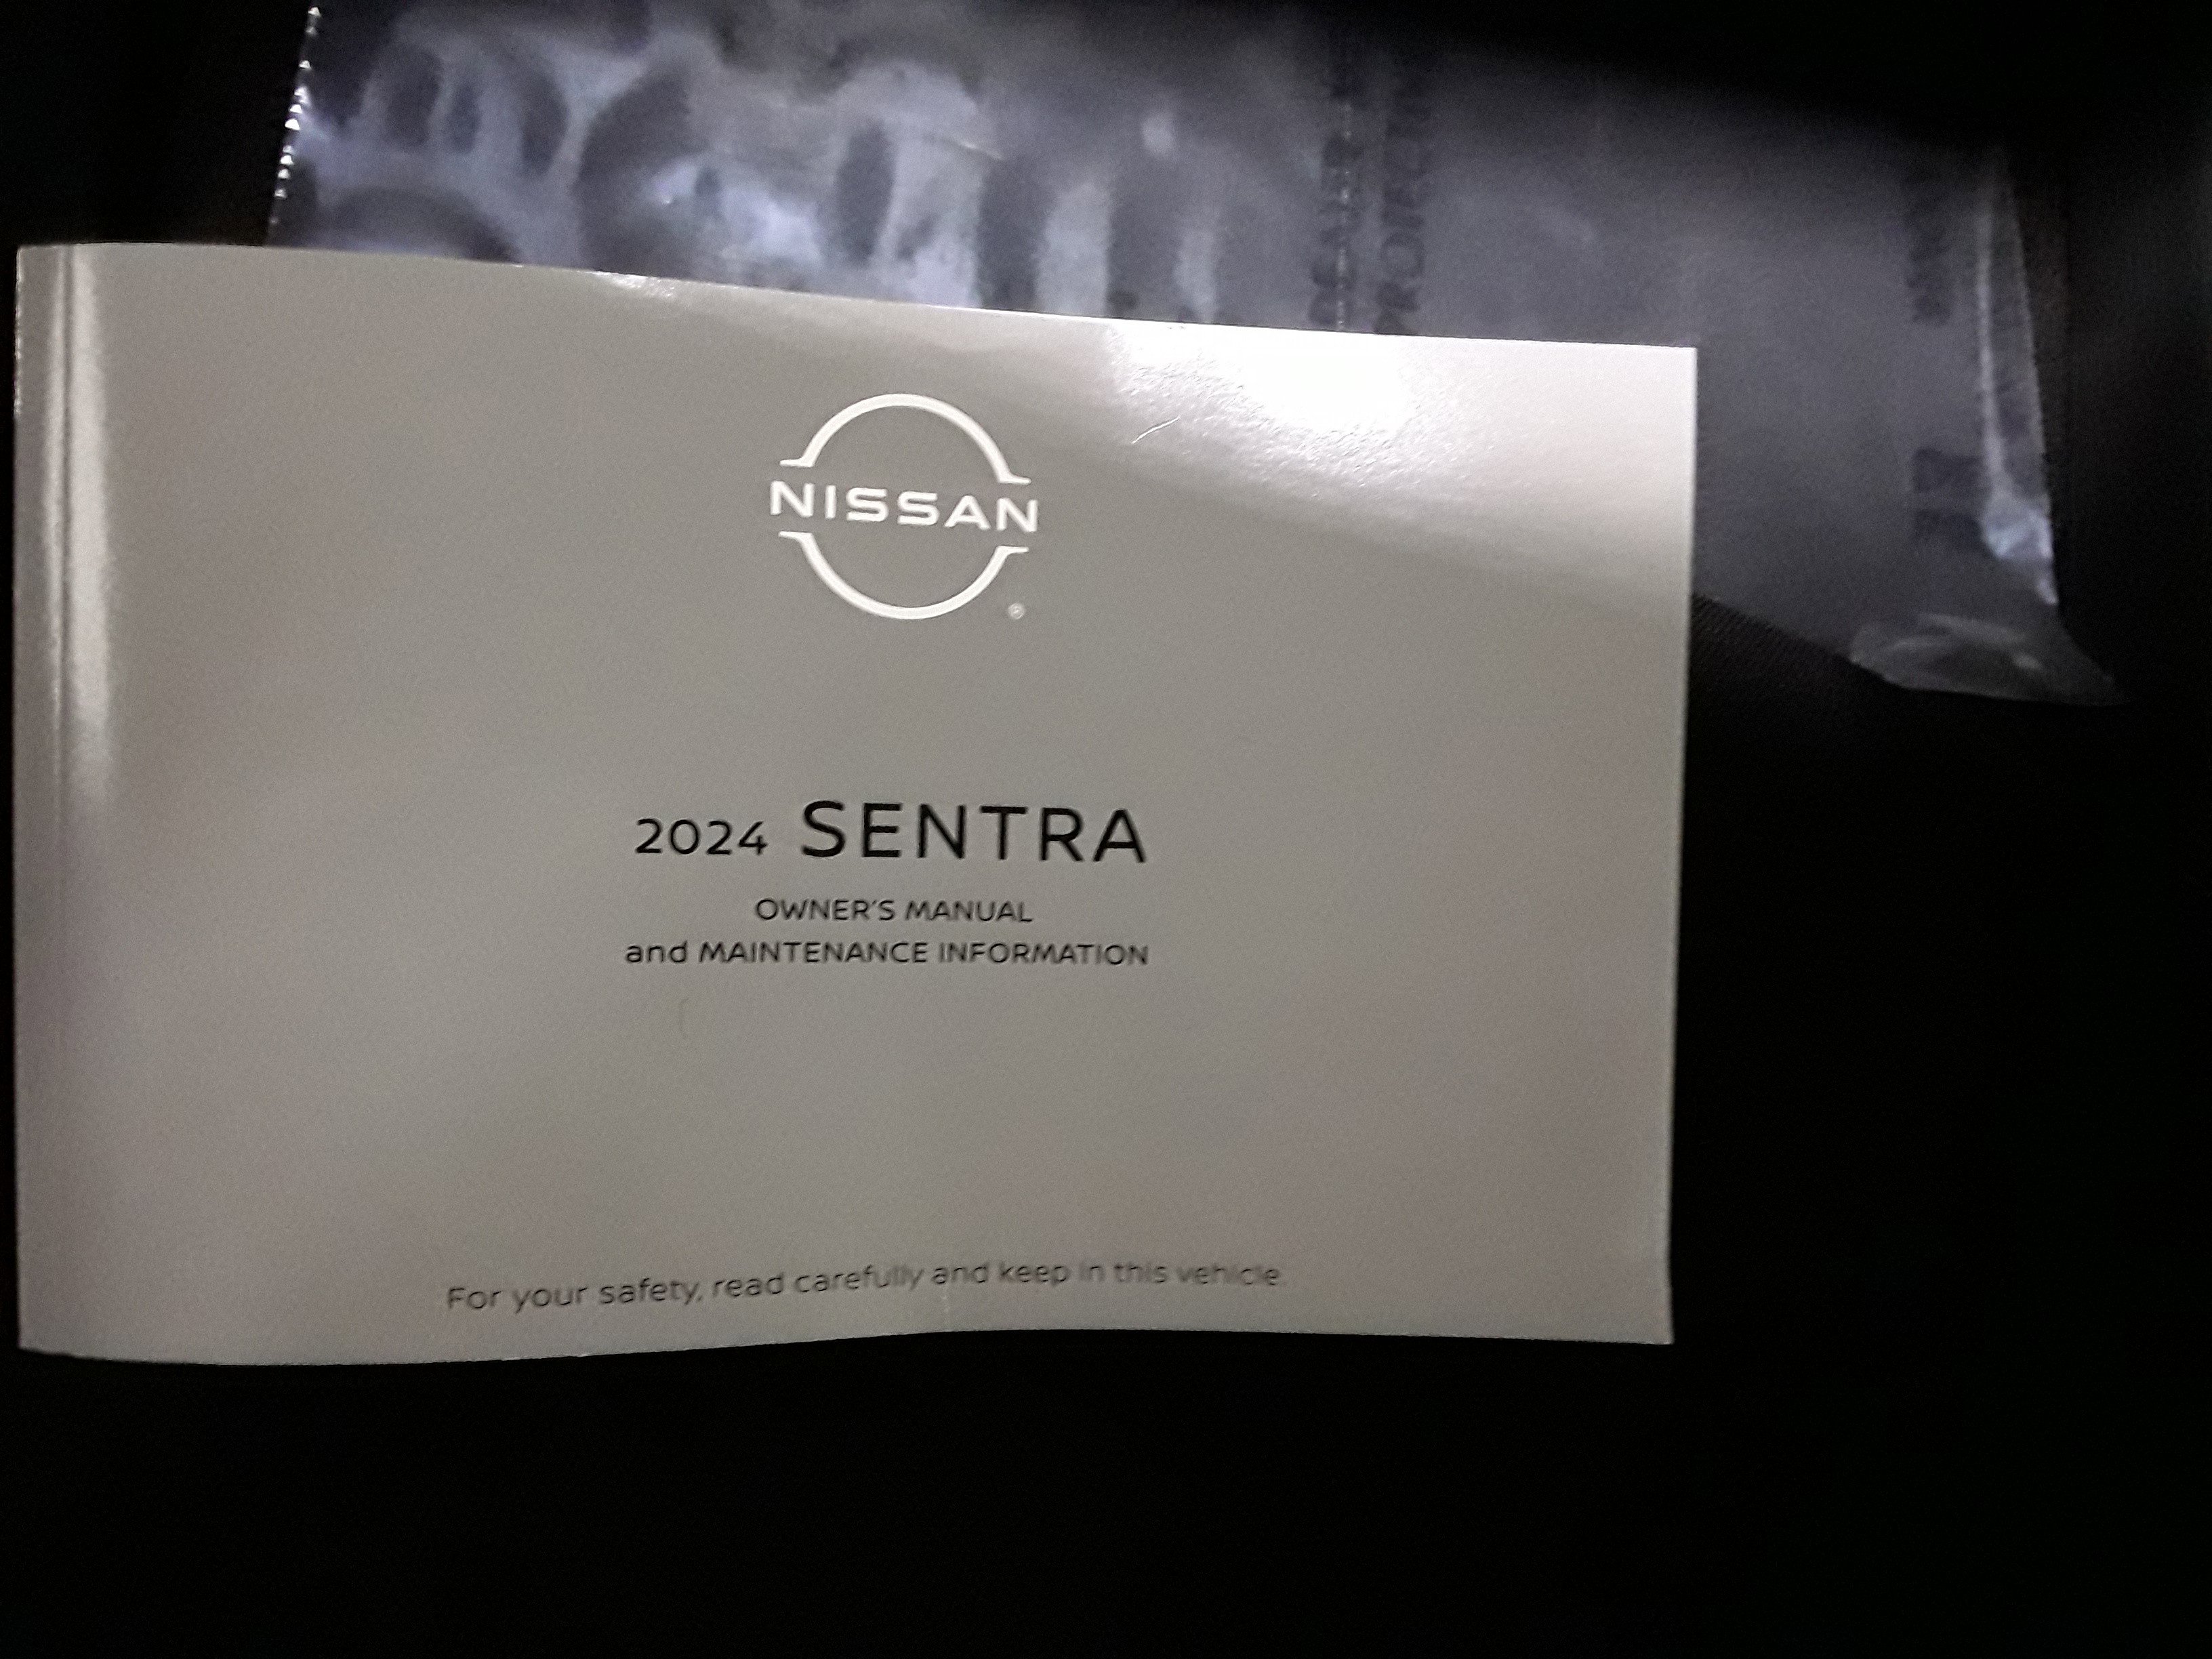 NISSAN
®
2024 SENTRA
OWNER'S MANUAL
and MAINTENANCE INFORMATION
For your safety, read carefully and keep in this vehicle.